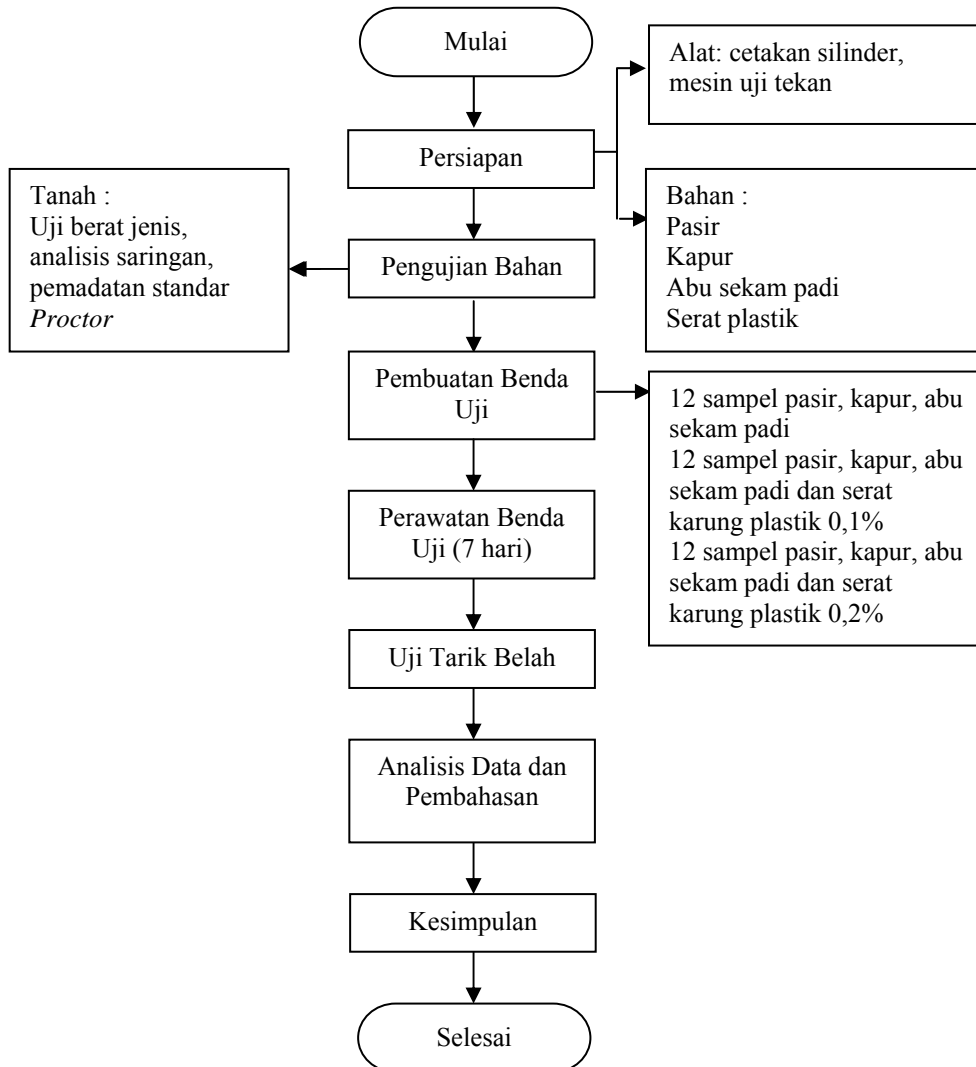 Mulai
Alat: cetakan silinder,
mesin uji tekan
Persiapan
Bahan :
Pasir
Kapur
Abu sekam padi
Serat plastik
Tanah :
Uji berat jenis,
analisis saringan,
pemadatan standar
Proctor
Pengujian Bahan
Pembuatan Benda
Uji
12 sampel pasir, kapur, abu
sekam padi
12 sampel pasir, kapur, abu
sekam padi dan serat
karung plastik 0,1%
12 sampel pasir, kapur, abu
sekam padi dan serat
karung plastik 0,2%
Perawatan Benda
Uji (7 hari)
Uji Tarik Belah
Analisis Data dan
Pembahasan
Kesimpulan
Selesai